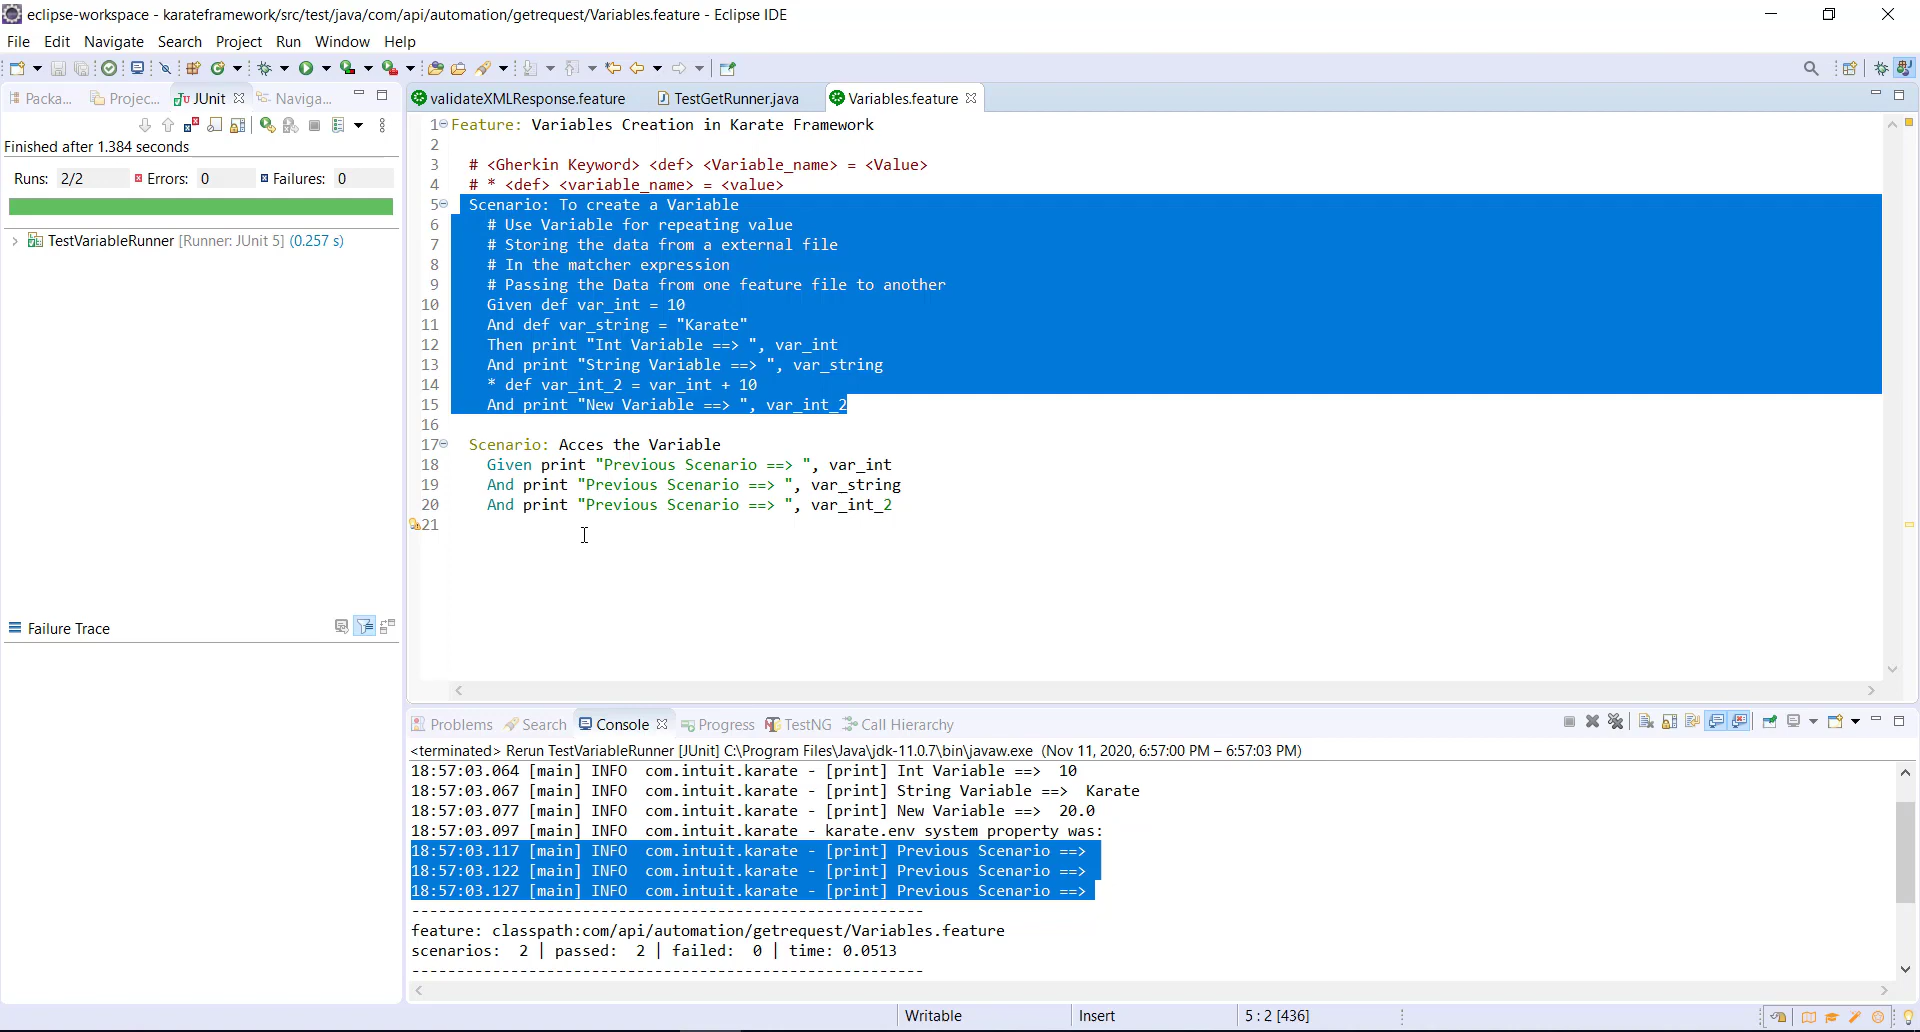 eclipse-workspace - karateframework/src/test/java/com/api/automation/getrequest/Variables.feature - Eclipse IDE
File Edit Navigate Search Project Run Window Help
Packa... Projec... JUnit Naviga...
validateXMLResponse.feature TestGetRunner.java Variables.feature
Finished after 1.384 seconds
Runs: 2/2 Errors: 0 Failures: 0
TestVariableRunner [Runner: JUnit 5] (0.257 s)
Failure Trace
1 Feature: Variables Creation in Karate Framework
2
3 # <Gherkin Keyword> <def> <Variable_name> = <Value>
4 # * <def> <variable_name> = <value>
5 Scenario: To create a Variable
6 # Use Variable for repeating value
7 # Storing the data from a external file
8 # In the matcher expression
9 # Passing the Data from one feature file to another
10 Given def var_int = 10
11 And def var_string = "Karate"
12 Then print "Int Variable ==> ", var_int
13 And print "String Variable ==> ", var_string
14 * def var_int_2 = var_int + 10
15 And print "New Variable ==> ", var_int_2
16
17 Scenario: Acces the Variable
18 Given print "Previous Scenario ==> ", var_int
19 And print "Previous Scenario ==> ", var_string
20 And print "Previous Scenario ==> ", var_int_2
21
Problems Search Console Progress TestNG Call Hierarchy
<terminated> Rerun TestVariableRunner [JUnit] C:\Program Files\Java\jdk-11.0.7\bin\javaw.exe (Nov 11, 2020, 6:57:00 PM – 6:57:03 PM)
18:57:03.064 [main] INFO com.intuit.karate - [print] Int Variable ==> 10
18:57:03.067 [main] INFO com.intuit.karate - [print] String Variable ==> Karate
18:57:03.077 [main] INFO com.intuit.karate - [print] New Variable ==> 20.0
18:57:03.097 [main] INFO com.intuit.karate - karate.env system property was:
18:57:03.117 [main] INFO com.intuit.karate - [print] Previous Scenario ==>
18:57:03.122 [main] INFO com.intuit.karate - [print] Previous Scenario ==>
18:57:03.127 [main] INFO com.intuit.karate - [print] Previous Scenario ==>
---------------------------------------------------------
feature: classpath:com/api/automation/getrequest/Variables.feature
scenarios: 2 | passed: 2 | failed: 0 | time: 0.0513
---------------------------------------------------------
Writable Insert 5 : 2 [436]